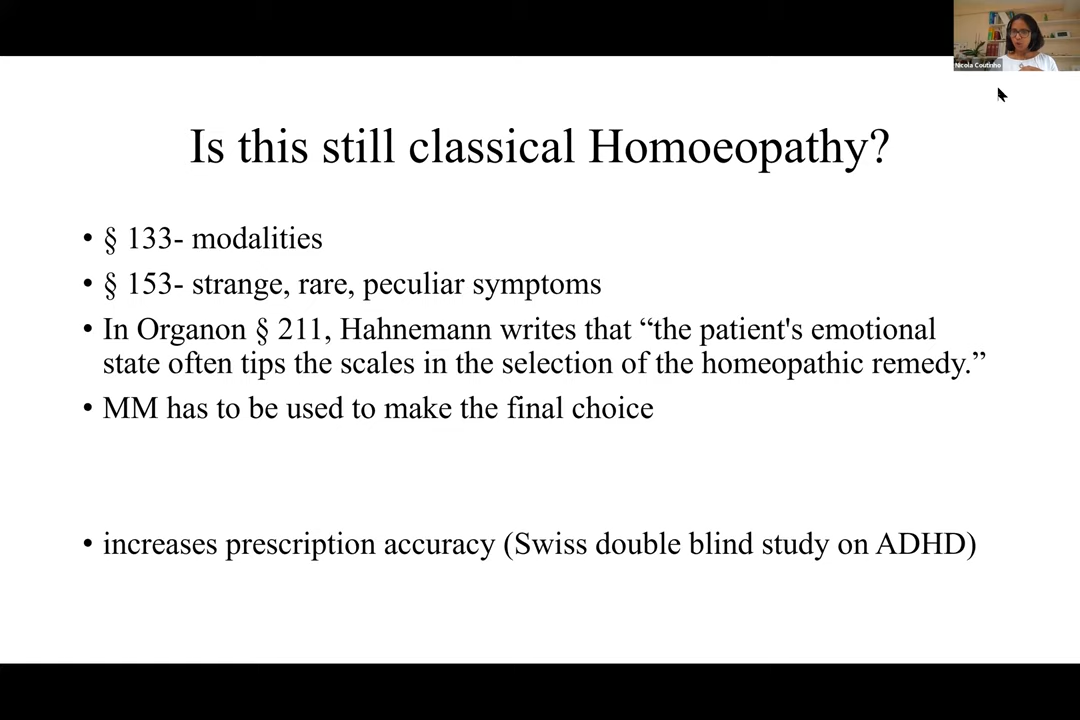 Nicola Coutinho
Is this still classical Homoeopathy?
• § 133- modalities
• § 153- strange, rare, peculiar symptoms
• In Organon § 211, Hahnemann writes that “the patient's emotional
state often tips the scales in the selection of the homeopathic remedy.”
• MM has to be used to make the final choice
• increases prescription accuracy (Swiss double blind study on ADHD)